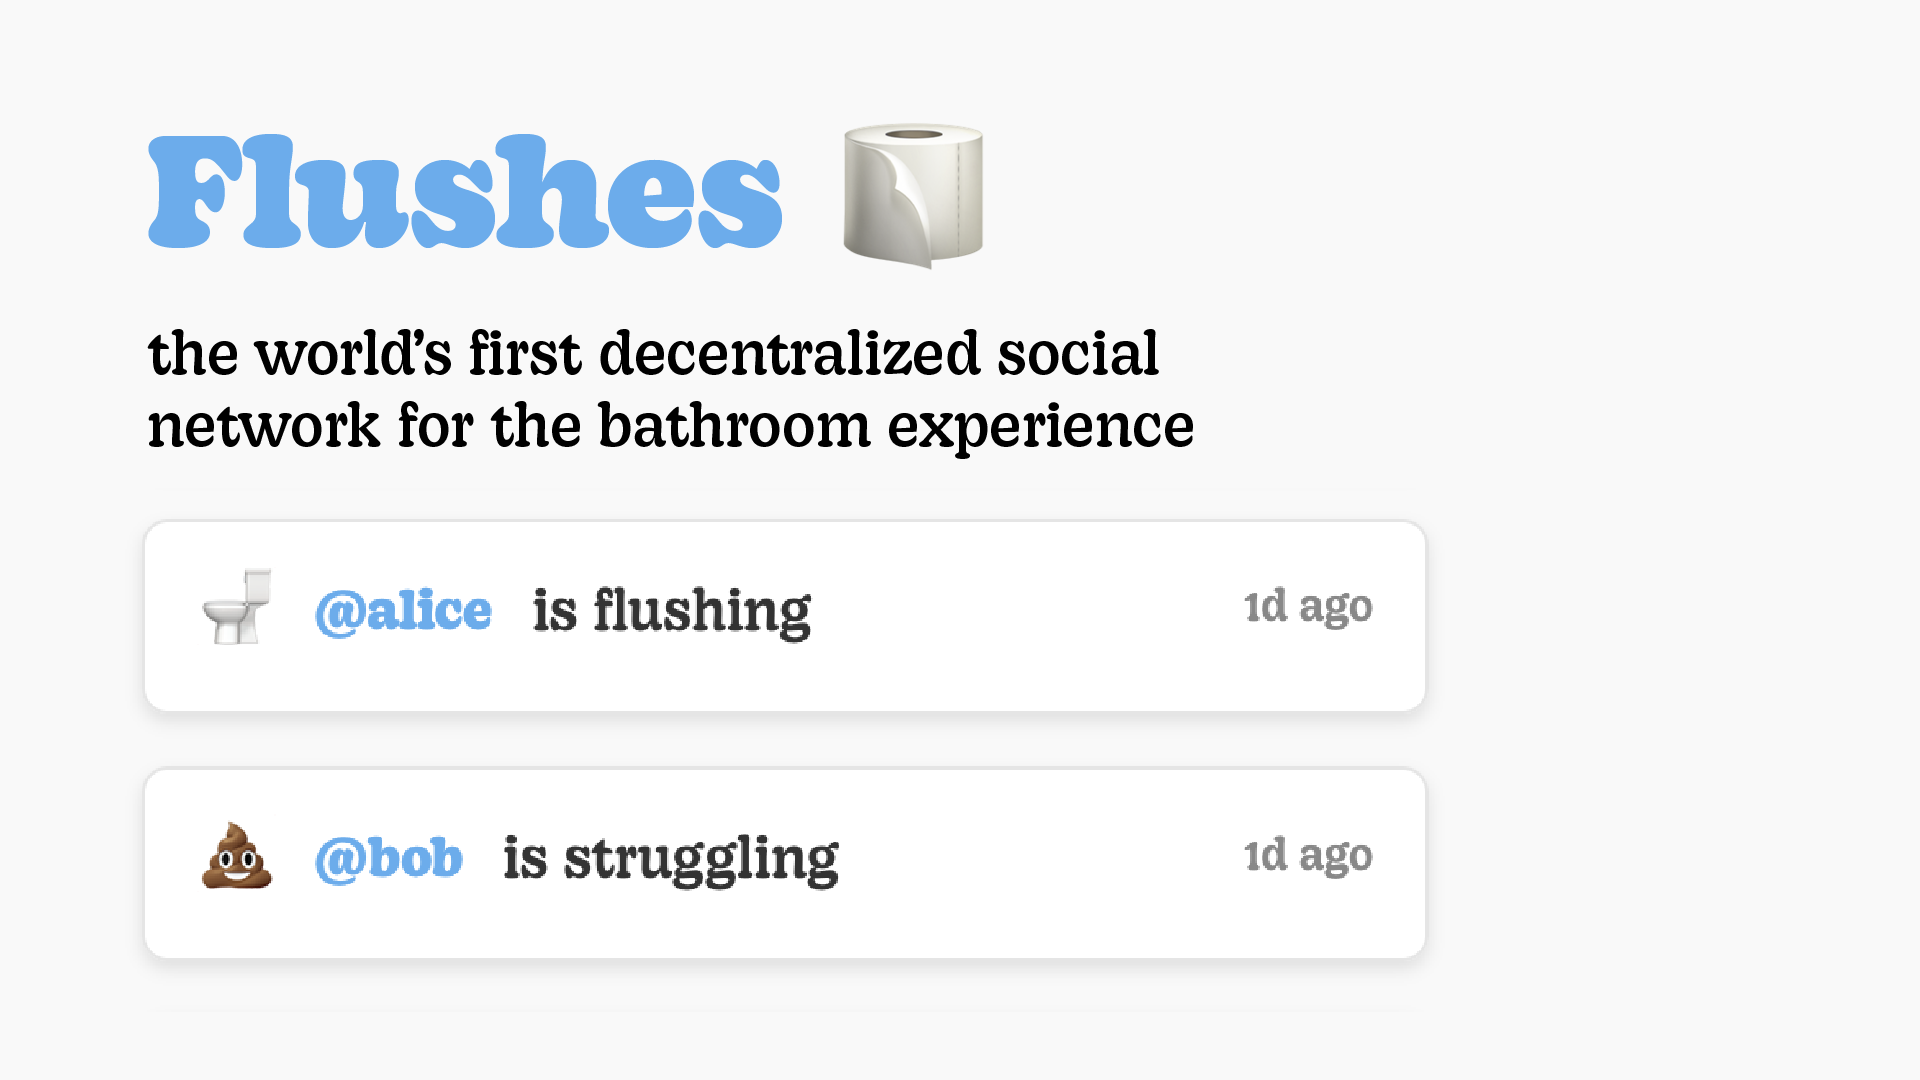 Flushes
the world’s first decentralized social
network for the bathroom experience
@alice is flushing 1d ago
@bob is struggling 1d ago